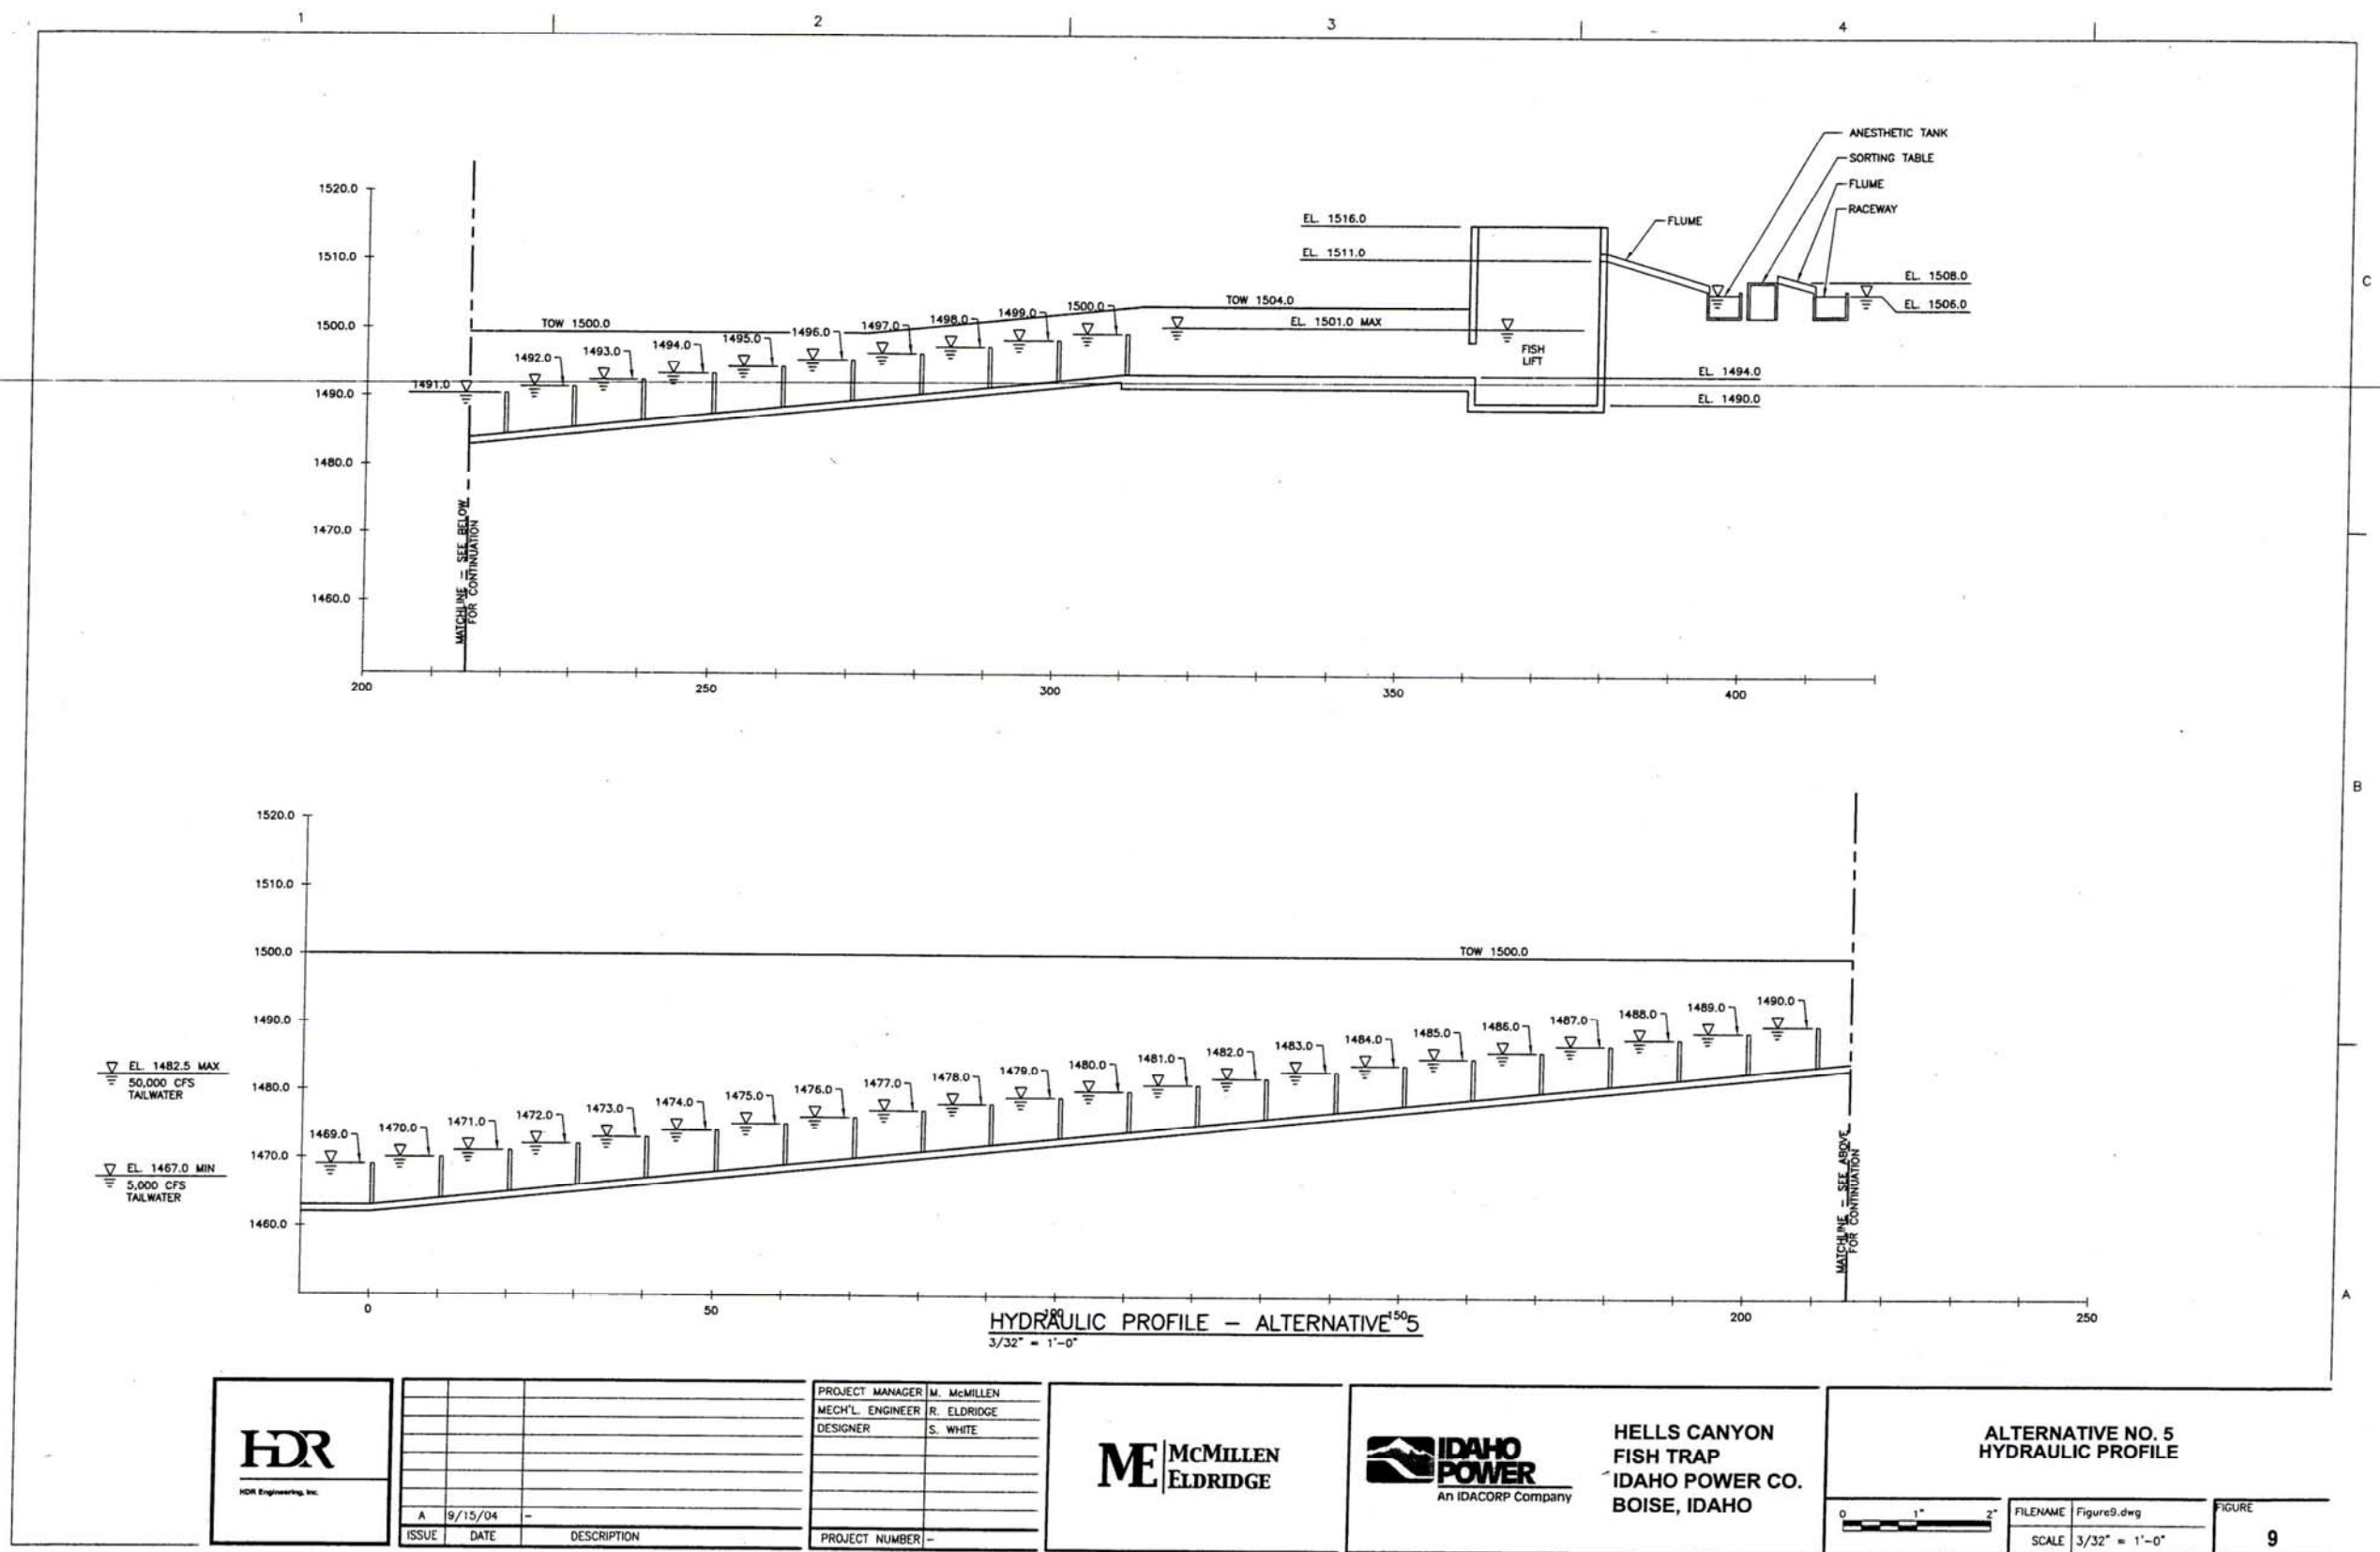 1 2 3 4
ANESTHETIC TANK
SORTING TABLE
FLUME
RACEWAY
FLUME
1520.0
1510.0
1500.0
1490.0
1480.0
1470.0
1460.0
EL. 1516.0
EL. 1511.0
EL. 1508.0
EL. 1506.0
C
TOW 1500.0
TOW 1504.0
EL. 1501.0 MAX
1491.0 1492.0 1493.0 1494.0 1495.0 1496.0 1497.0 1498.0 1499.0 1500.0
FISH
LIFT
EL. 1494.0
EL. 1490.0
MATCHLINE - SEE BELOW
FOR CONTINUATION
200 250 300 350 400
B
1520.0
1510.0
1500.0
1490.0
1480.0
1470.0
1460.0
TOW 1500.0
EL. 1482.5 MAX
50,000 CFS
TAILWATER
EL. 1467.0 MIN
5,000 CFS
TAILWATER
1469.0 1470.0 1471.0 1472.0 1473.0 1474.0 1475.0 1476.0 1477.0 1478.0 1479.0 1480.0 1481.0 1482.0 1483.0 1484.0 1485.0 1486.0 1487.0 1488.0 1489.0 1490.0
MATCHLINE - SEE ABOVE
FOR CONTINUATION
A
0 50 100 150 200 250
HYDRAULIC PROFILE - ALTERNATIVE 5
3/32" = 1'-0"
HDR
HDR Engineering, Inc.
A 9/15/04 -
ISSUE DATE DESCRIPTION
PROJECT MANAGER M. McMILLEN
MECH'L. ENGINEER R. ELDRIDGE
DESIGNER S. WHITE
PROJECT NUMBER -
ME McMILLEN
ELDRIDGE
IDAHO
POWER
An IDACORP Company
HELLS CANYON
FISH TRAP
IDAHO POWER CO.
BOISE, IDAHO
ALTERNATIVE NO. 5
HYDRAULIC PROFILE
0 1" 2"
FILENAME Figure9.dwg
SCALE 3/32" = 1'-0"
FIGURE
9